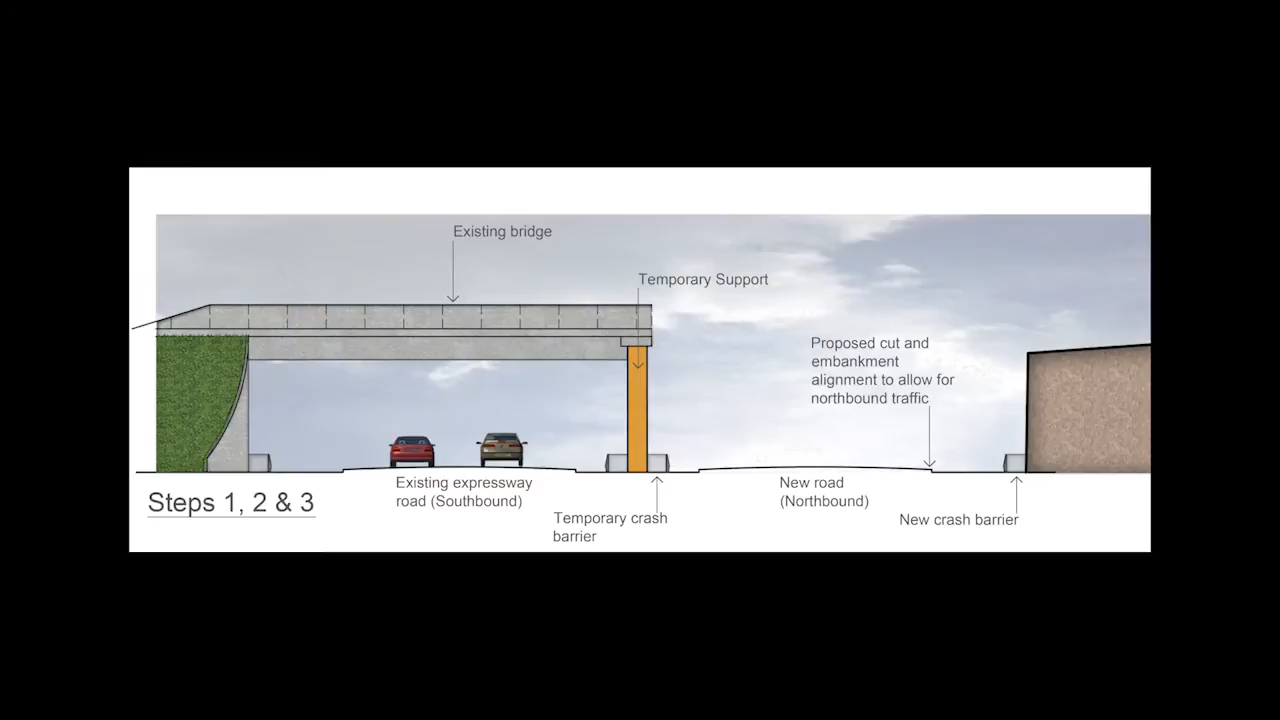 Existing bridge
Temporary Support
Proposed cut and
embankment
alignment to allow for
northbound traffic
Existing expressway
road (Southbound)
New road
(Northbound)
Steps 1, 2 & 3
Temporary crash
barrier
New crash barrier